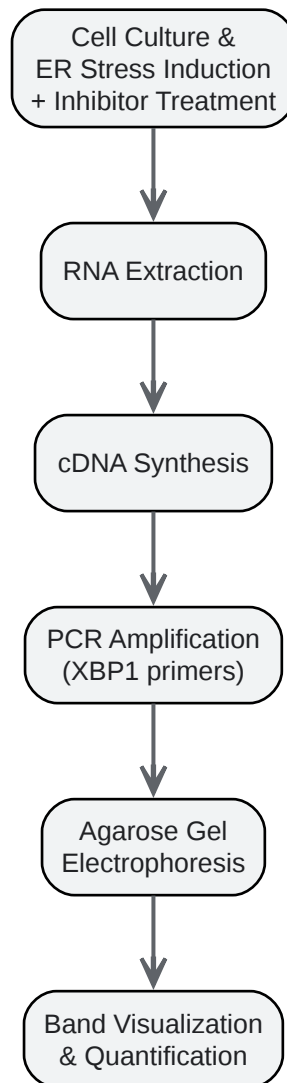 Cell Culture &
ER Stress Induction
+ Inhibitor Treatment
RNA Extraction
cDNA Synthesis
PCR Amplification
(XBP1 primers)
Agarose Gel
Electrophoresis
Band Visualization
& Quantification